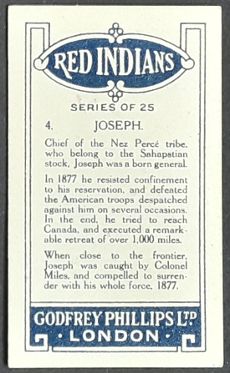 RED INDIANS
SERIES OF 25
4. JOSEPH.
Chief of the Nez Percé tribe,
who belong to the Sahapstian
stock, Joseph was a born general.
In 1877 he resisted confinement
to his reservation, and defeated
the American troops despatched
against him on several occasions.
In the end, he tried to reach
Canada, and executed a remark-
able retreat of over 1,000 miles.
When close to the frontier,
Joseph was caught by Colonel
Miles, and compelled to surren-
der with his whole force, 1877.
GODFREY PHILLIPS LTD.
· LONDON ·